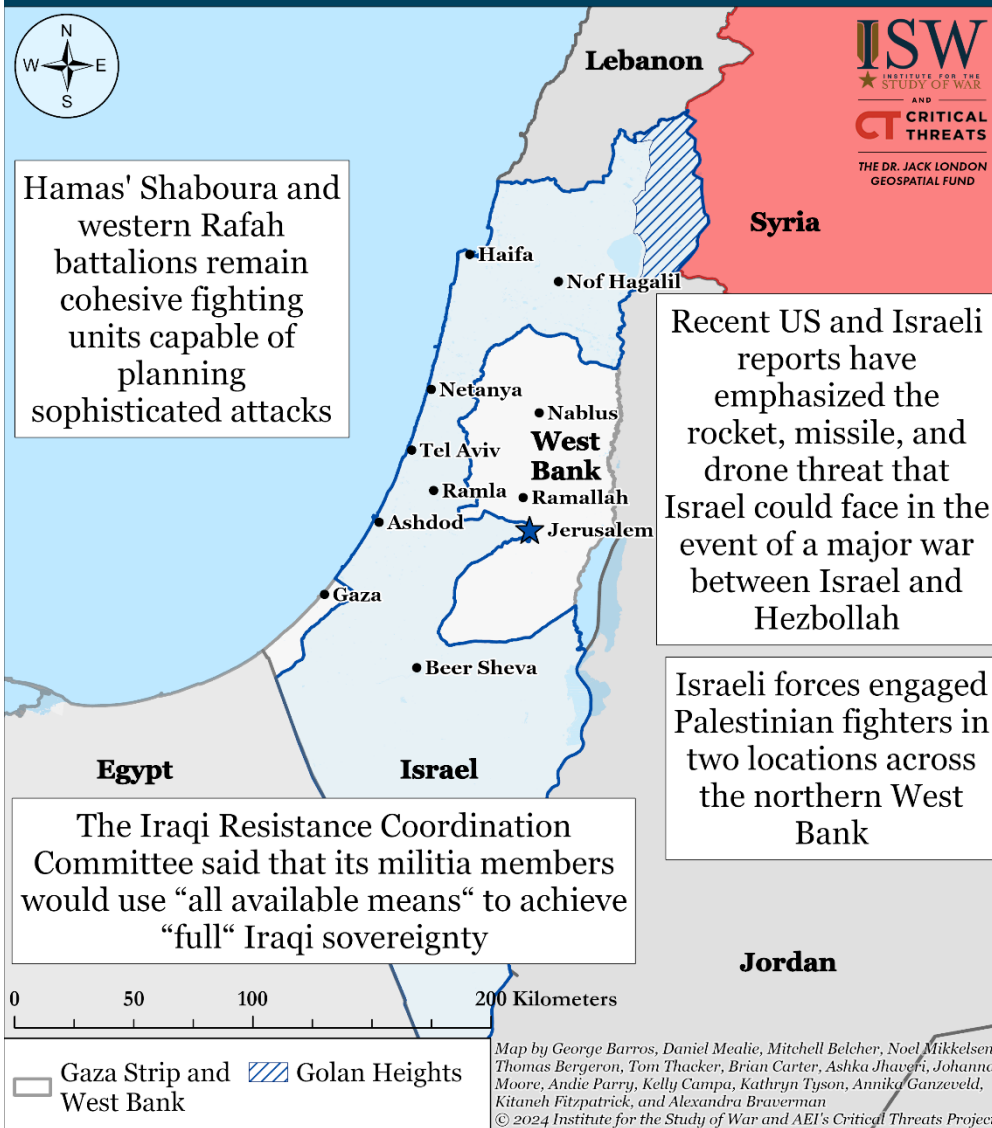 N
W
E
S
Lebanon
ISW
INSTITUTE FOR THE
STUDY OF WAR
AND
CT CRITICAL
THREATS
THE DR. JACK LONDON
GEOSPATIAL FUND
Hamas' Shaboura and
western Rafah
battalions remain
cohesive fighting
units capable of
planning
sophisticated attacks
Syria
Haifa
Nof Hagalil
Recent US and Israeli
reports have
emphasized the
rocket, missile, and
drone threat that
Israel could face in the
event of a major war
between Israel and
Hezbollah
Netanya
Nablus
West
Bank
Tel Aviv
Ramla
Ramallah
Ashdod
Jerusalem
Gaza
Beer Sheva
Israeli forces engaged
Palestinian fighters in
two locations across
the northern West
Bank
Egypt
Israel
The Iraqi Resistance Coordination
Committee said that its militia members
would use “all available means“ to achieve
“full“ Iraqi sovereignty
Jordan
0 50 100 200 Kilometers
Gaza Strip and
West Bank
Golan Heights
Map by George Barros, Daniel Mealie, Mitchell Belcher, Noel Mikkelsen,
Thomas Bergeron, Tom Thacker, Brian Carter, Ashka Jhaveri, Johanna
Moore, Andie Parry, Kelly Campa, Kathryn Tyson, Annika Ganzeveld,
Kitaneh Fitzpatrick, and Alexandra Braverman
© 2024 Institute for the Study of War and AEI's Critical Threats Project